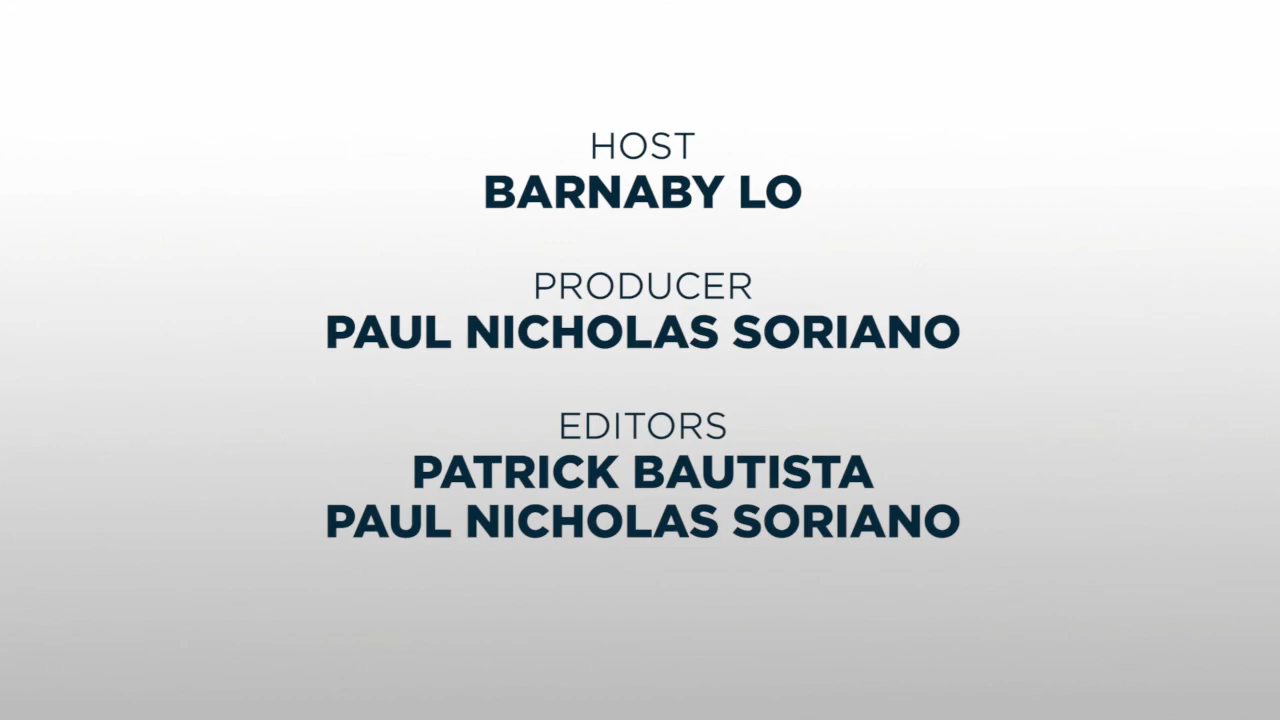 HOST
BARNABY LO
PRODUCER
PAUL NICHOLAS SORIANO
EDITORS
PATRICK BAUTISTA
PAUL NICHOLAS SORIANO